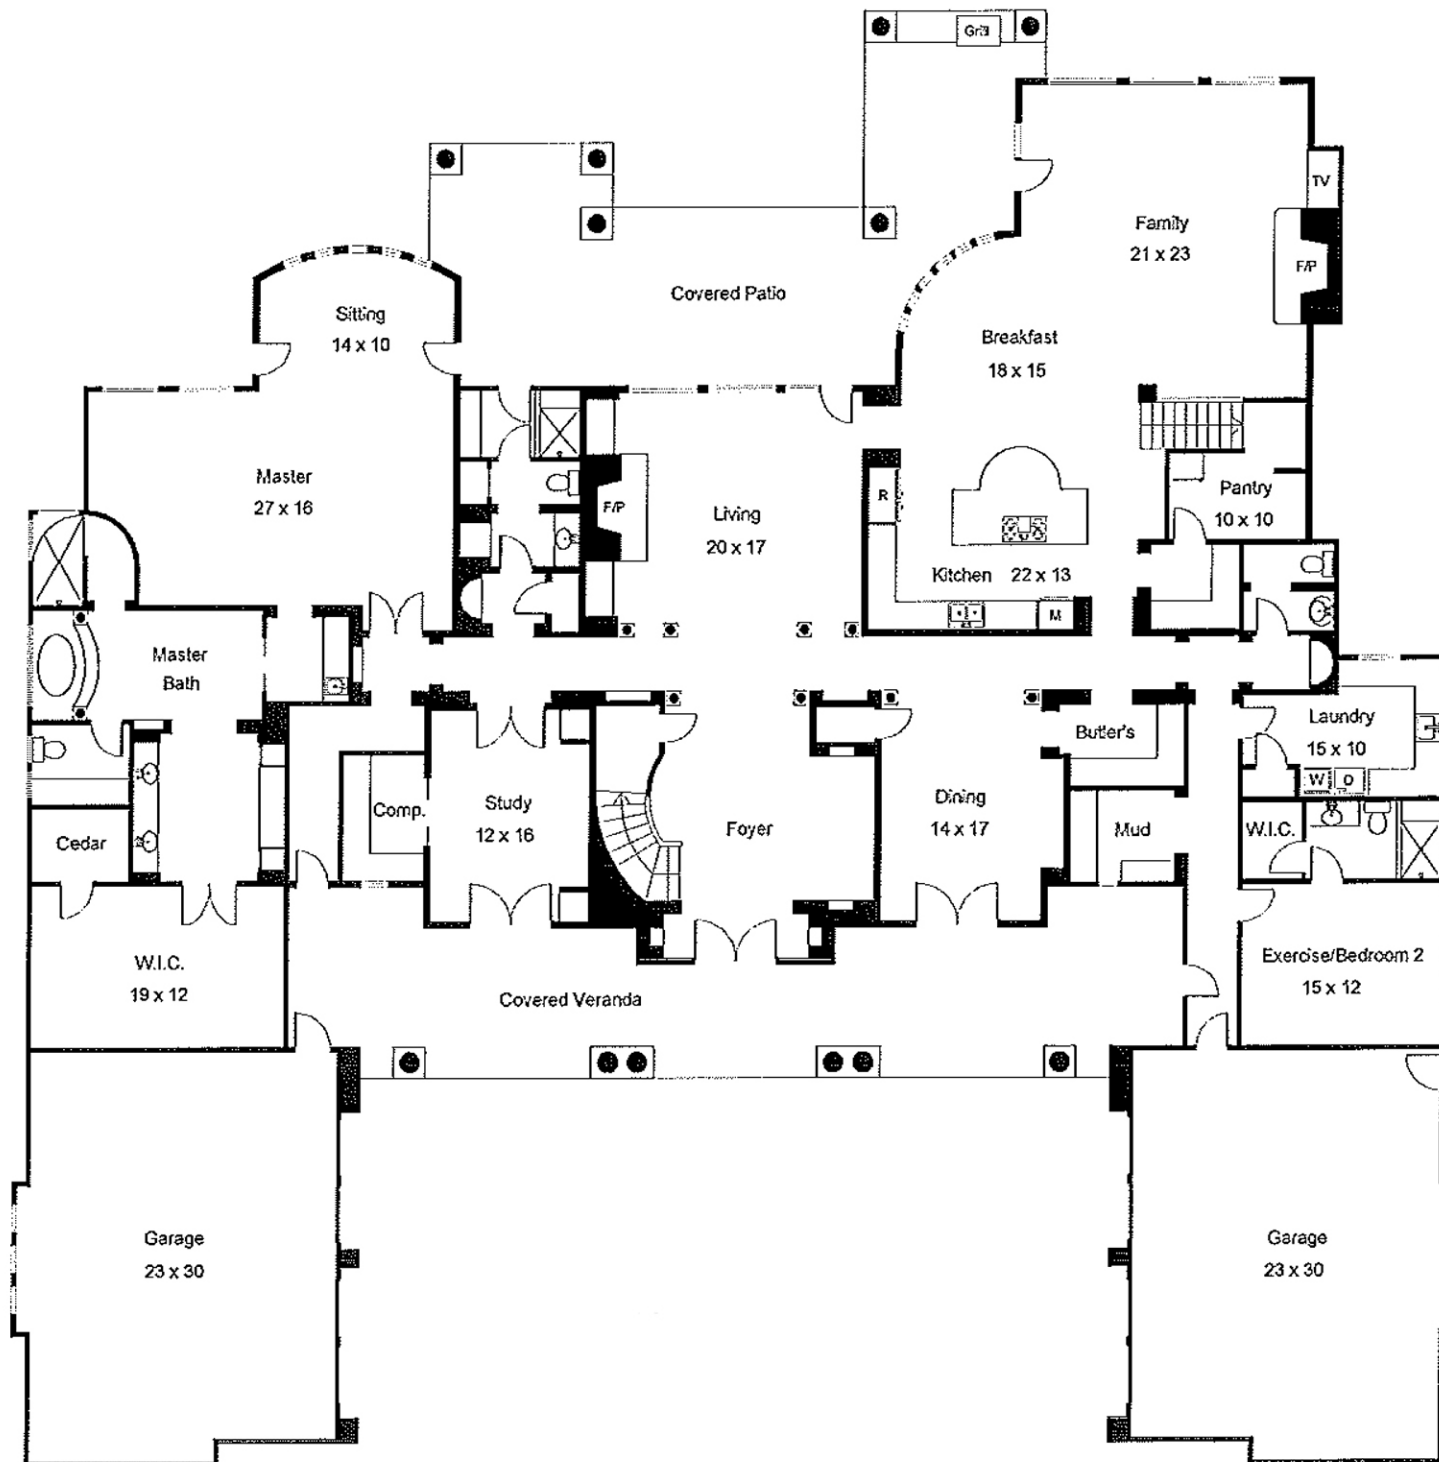 Grill
TV
Family
21 x 23
F/P
Covered Patio
Sitting
14 x 10
Breakfast
18 x 15
Master
27 x 16
F/P
Living
20 x 17
R
Pantry
10 x 10
Kitchen 22 x 13
M
Master
Bath
Laundry
15 x 10
W D
Butler's
Comp.
Study
12 x 16
Foyer
Dining
14 x 17
Mud
W.I.C.
Cedar
W.I.C.
19 x 12
Covered Veranda
Exercise/Bedroom 2
15 x 12
Garage
23 x 30
Garage
23 x 30